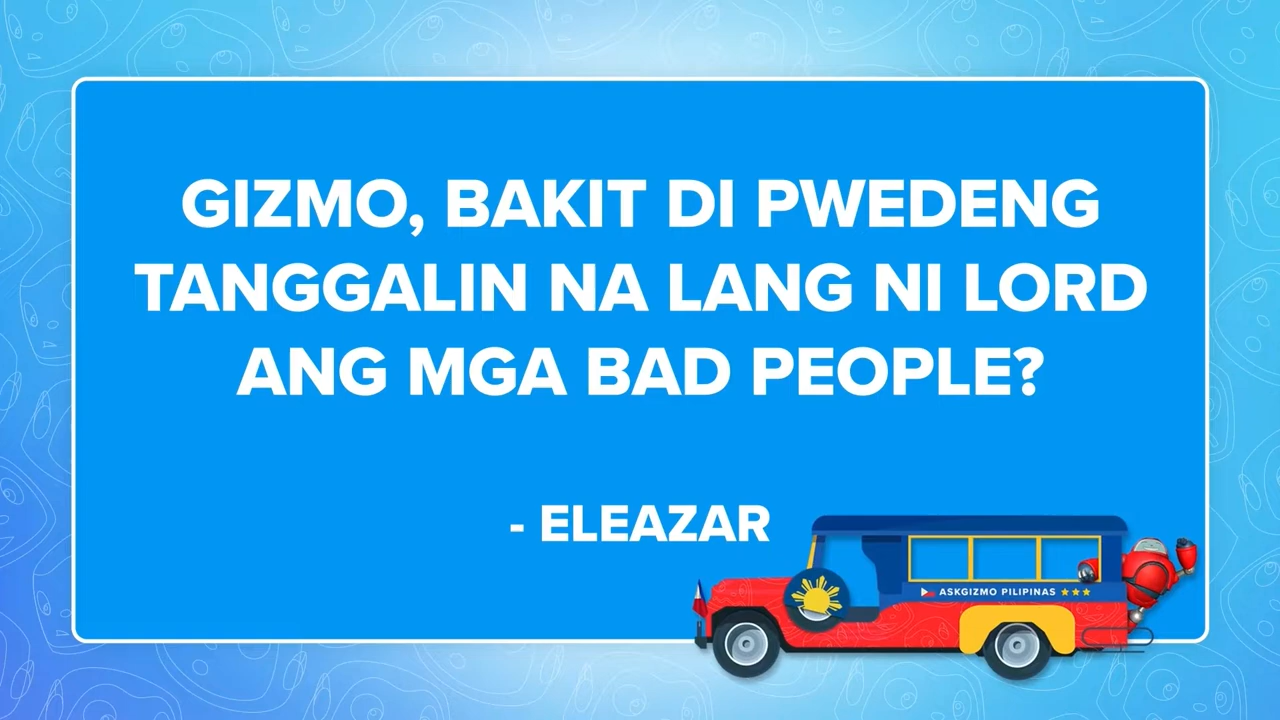 GIZMO, BAKIT DI PWEDENG
TANGGALIN NA LANG NI LORD
ANG MGA BAD PEOPLE?
- ELEAZAR
ASKGIZMO PILIPINAS